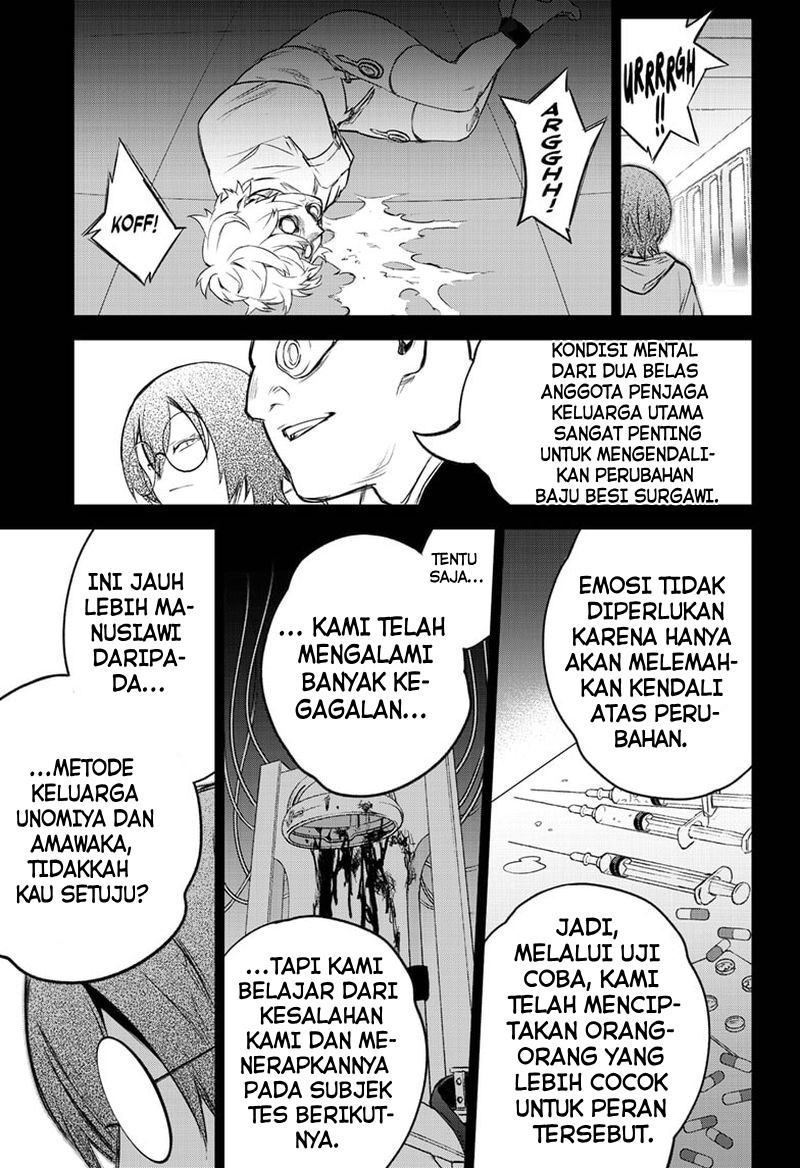 URRRRGH
!!
ARGGHH!
KOFF!
KONDISI MENTAL
DARI DUA BELAS
ANGGOTA PENJAGA
KELUARGA UTAMA
SANGAT PENTING
UNTUK MENGENDALI-
KAN PERUBAHAN
BAJU BESI SURGAWI.
EMOSI TIDAK
DIPERLUKAN
KARENA HANYA
AKAN MELEMAH-
KAN KENDALI
ATAS PERU-
BAHAN.
JADI,
MELALUI UJI
COBA, KAMI
TELAH MENCIP-
TAKAN ORANG-
ORANG YANG
LEBIH COCOK
UNTUK PERAN
TERSEBUT.
TENTU
SAJA...
... KAMI TELAH
MENGALAMI
BANYAK KE-
GAGALAN...
...TAPI KAMI
BELAJAR DARI
KESALAHAN
KAMI DAN ME-
NERAPKANNYA
PADA SUBJEK
TES BERIKUT-
NYA.
INI JAUH
LEBIH MA-
NUSIAWI
DARIPA-
DA...
...METODE
KELUARGA
UNOMIYA DAN
AMAWAKA,
TIDAKKAH
KAU SETUJU?